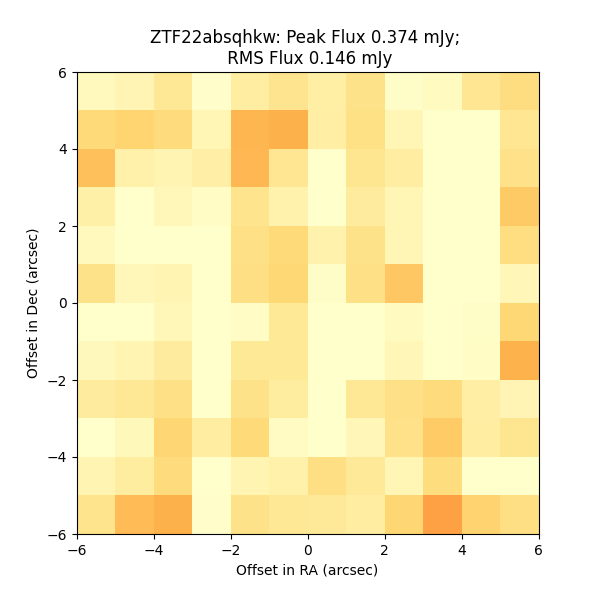 ZTF22absqhkw: Peak Flux 0.374 mJy;
RMS Flux 0.146 mJy
6
4
2
0
−2
−4
−6
Offset in Dec (arcsec)
−6 −4 −2 0 2 4 6
Offset in RA (arcsec)